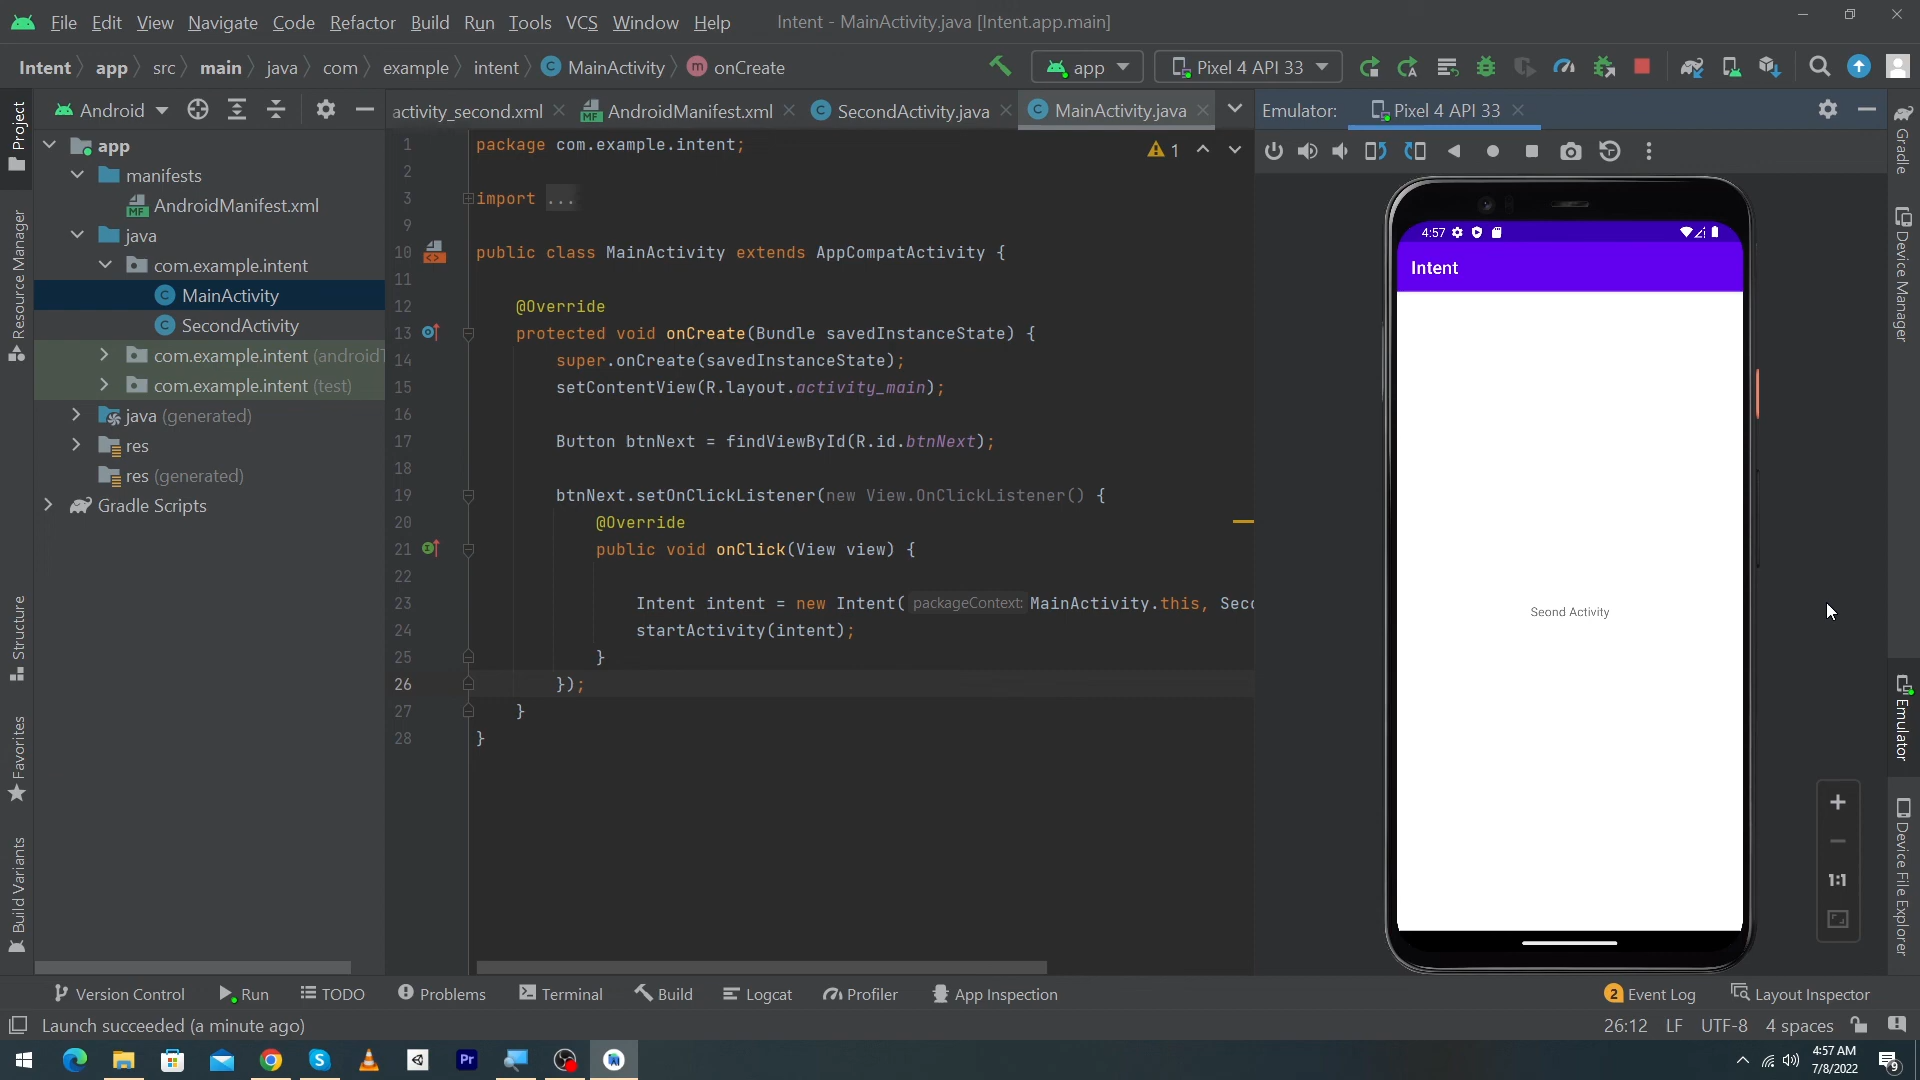 File Edit View Navigate Code Refactor Build Run Tools VCS Window Help Intent - MainActivity.java [Intent.app.main]
Intent app src main java com example intent MainActivity onCreate app Pixel 4 API 33
Android
activity_second.xml AndroidManifest.xml SecondActivity.java MainActivity.java
Emulator: Pixel 4 API 33
Project
Resource Manager
Structure
Favorites
Build Variants
app
manifests
AndroidManifest.xml
java
com.example.intent
MainActivity
SecondActivity
com.example.intent (androidT
com.example.intent (test)
java (generated)
res
res (generated)
Gradle Scripts
1 package com.example.intent; 1
2
3 import ...
9
10 public class MainActivity extends AppCompatActivity {
11
12 @Override
13 protected void onCreate(Bundle savedInstanceState) {
14 super.onCreate(savedInstanceState);
15 setContentView(R.layout.activity_main);
16
17 Button btnNext = findViewById(R.id.btnNext);
18
19 btnNext.setOnClickListener(new View.OnClickListener() {
20 @Override
21 public void onClick(View view) {
22
23 Intent intent = new Intent( packageContext: MainActivity.this, Seco
24 startActivity(intent);
25 }
26 });
27 }
28 }
4:57
Intent
Seond Activity
1:1
Gradle
Device Manager
Emulator
Device File Explorer
Version Control Run TODO Problems Terminal Build Logcat Profiler App Inspection 2 Event Log Layout Inspector
Launch succeeded (a minute ago) 26:12 LF UTF-8 4 spaces
S Pr 4:57 AM
7/8/2022 9